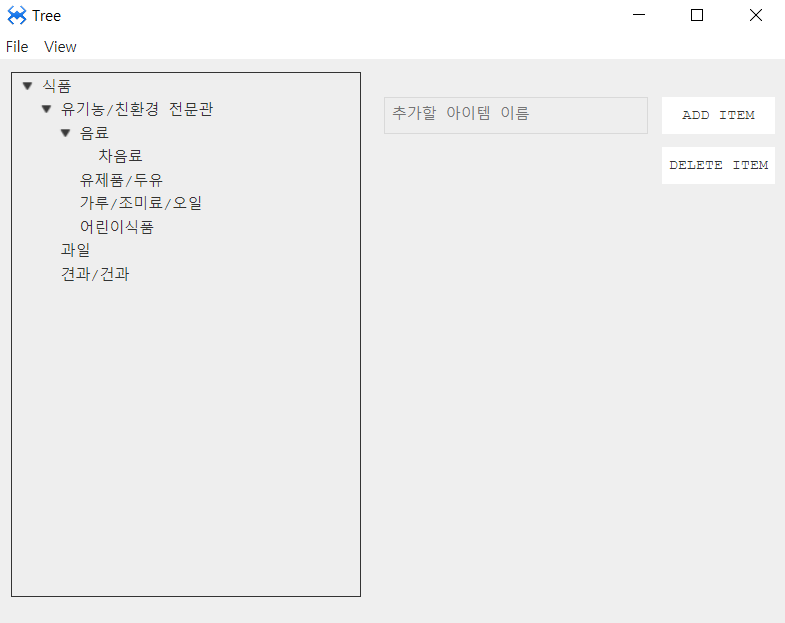 Tree
File View
식품
유기농/친환경 전문관
음료
차음료
유제품/두유
가루/조미료/오일
어린이식품
과일
견과/건과
추가할 아이템 이름
ADD ITEM
DELETE ITEM